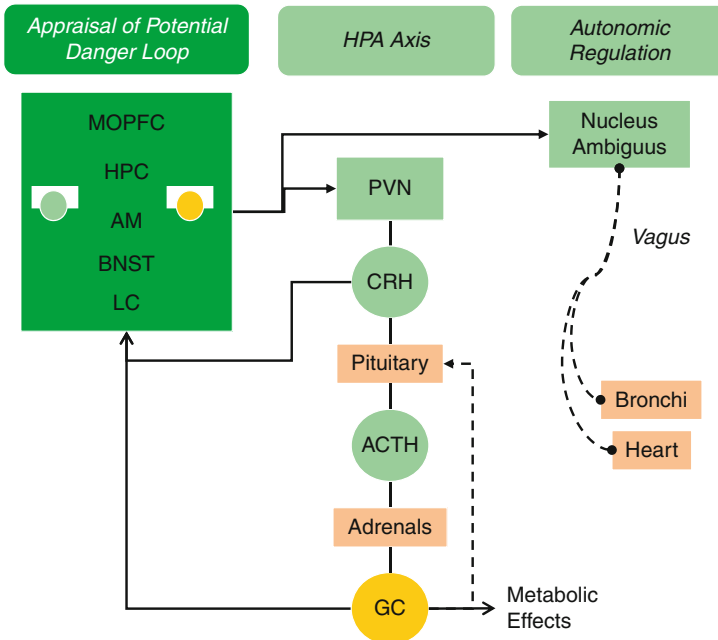 Appraisal of Potential
Danger Loop
HPA Axis
Autonomic
Regulation
MOPFC
HPC
AM
BNST
LC
PVN
CRH
Pituitary
ACTH
Adrenals
GC
Metabolic
Effects
Nucleus
Ambiguus
Vagus
Bronchi
Heart